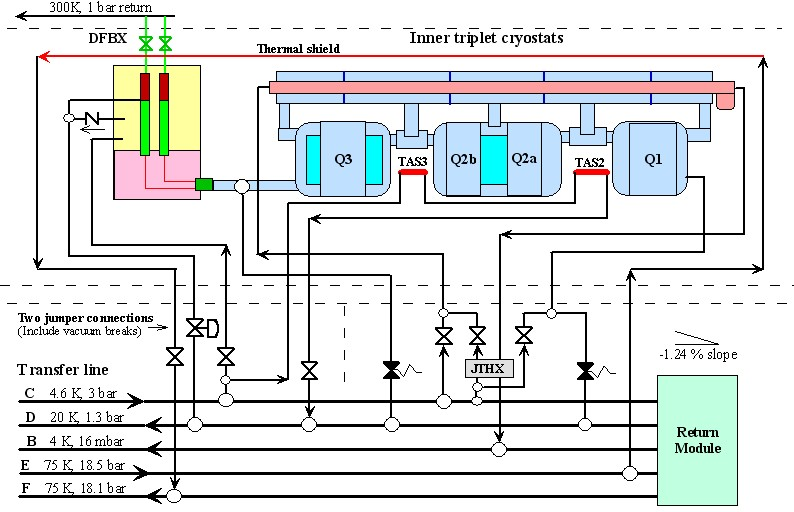 300K, 1 bar return
DFBX
Inner triplet cryostats
Thermal shield
Q3
TAS3
Q2b
Q2a
TAS2
Q1
Two jumper connections
(Include vacuum breaks)
-1.24 % slope
JTHX
Transfer line
C 4.6 K, 3 bar
D 20 K, 1.3 bar
B 4 K, 16 mbar
E 75 K, 18.5 bar
F 75 K, 18.1 bar
Return
Module